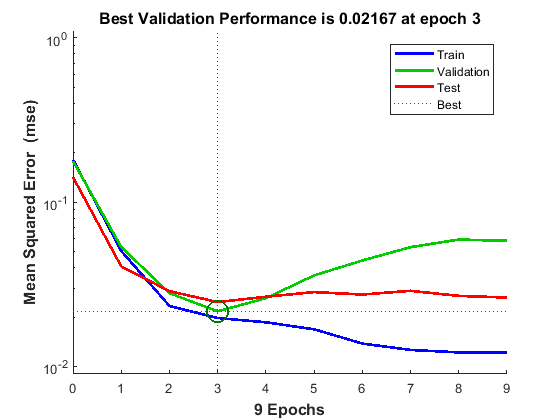 Best Validation Performance is 0.02167 at epoch 3
Mean Squared Error (mse)
10^0
10^-1
10^-2
Train
Validation
Test
Best
0 1 2 3 4 5 6 7 8 9
9 Epochs